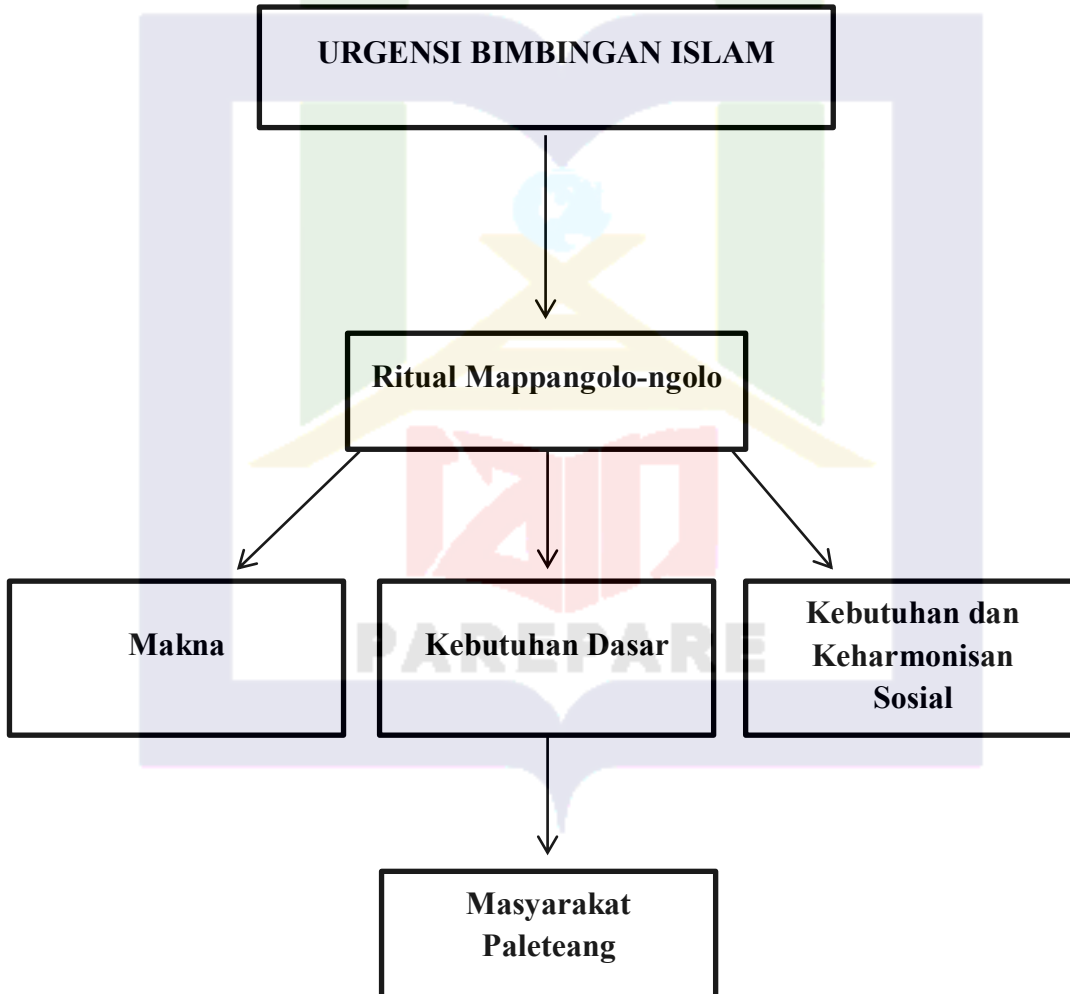 URGENSI BIMBINGAN ISLAM
Ritual Mappangolo-ngolo
Makna
Kebutuhan Dasar
Kebutuhan dan
Keharmonisan
Sosial
PAREPARE
Masyarakat
Paleteang